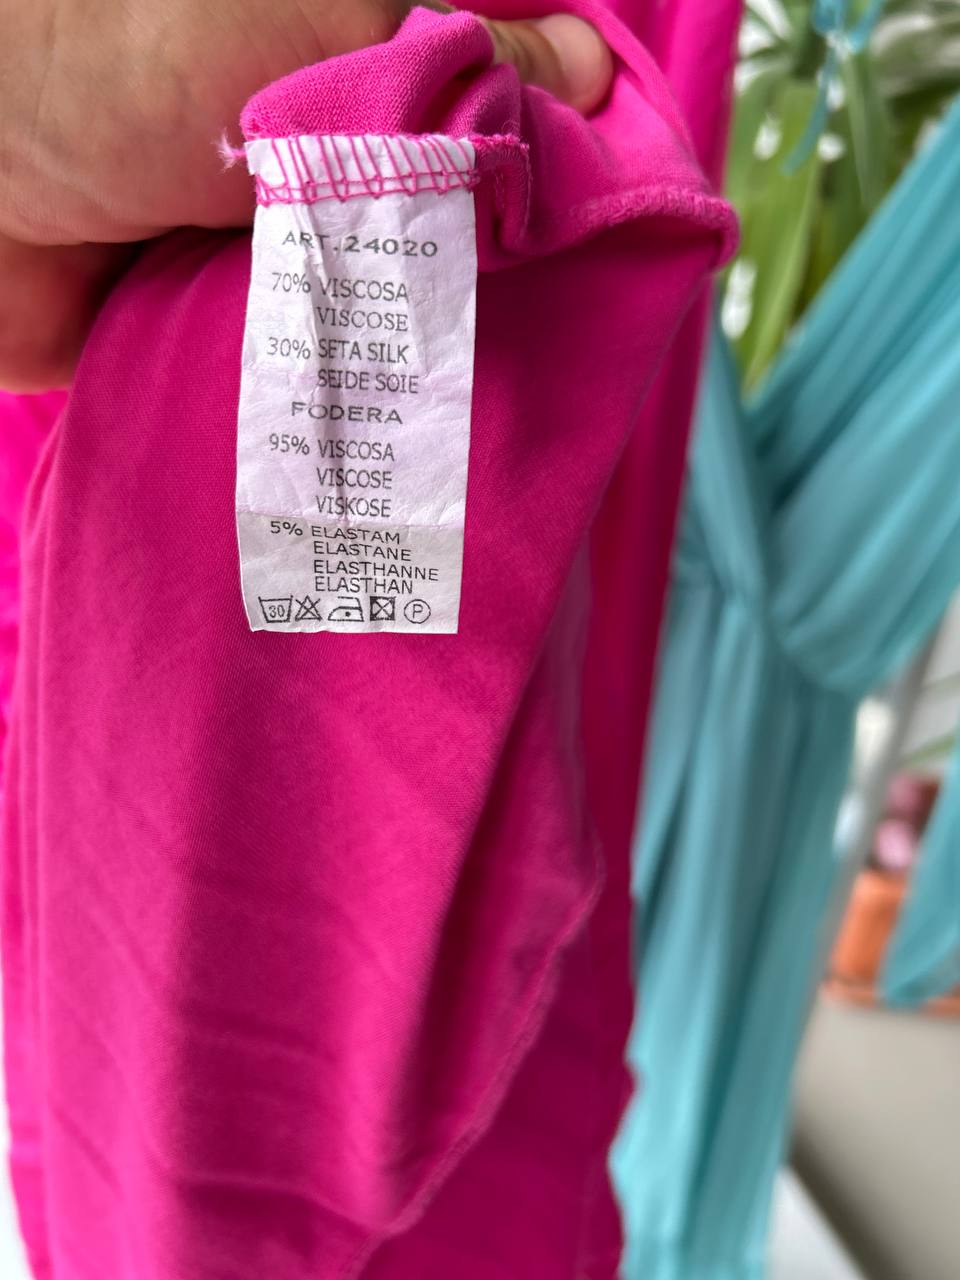 ART.24020
70% VISCOSA
VISCOSE
30% SETA SILK
SEIDE SOIE
FODERA
95% VISCOSA
VISCOSE
VISKOSE
5% ELASTAM
ELASTANE
ELASTHANNE
ELASTHAN
30 P